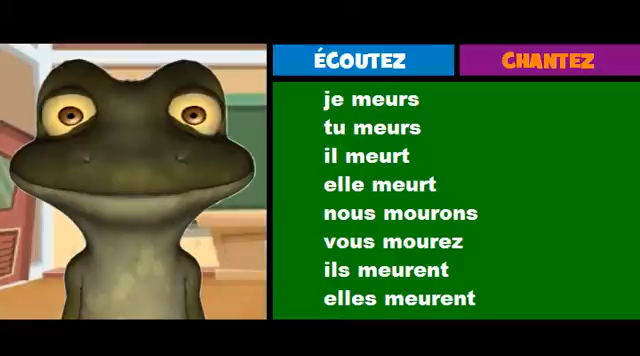 ÉCOUTEZ
CHANTEZ
je meurs
tu meurs
il meurt
elle meurt
nous mourons
vous mourez
ils meurent
elles meurent